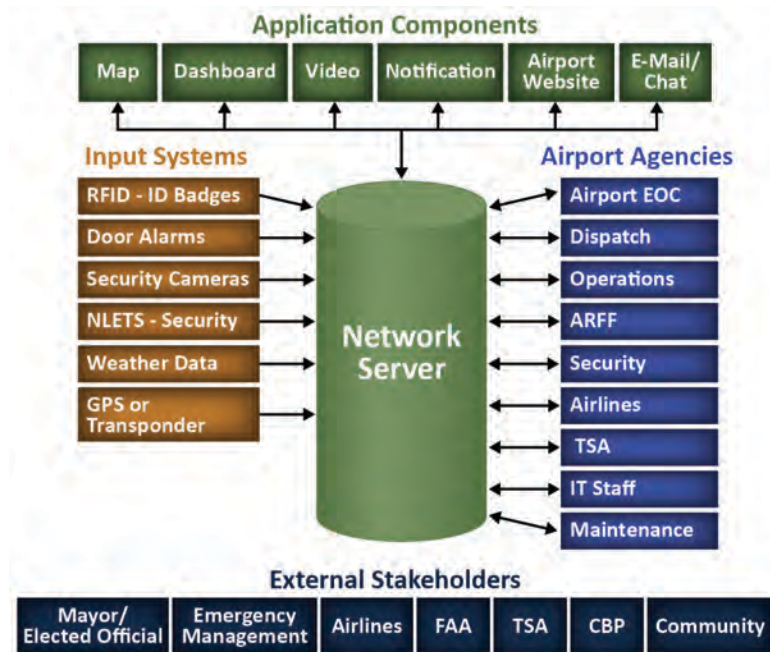 Application Components
Map
Dashboard
Video
Notification
Airport
Website
E-Mail/
Chat
Input Systems
RFID - ID Badges
Door Alarms
Security Cameras
NLETS - Security
Weather Data
GPS or
Transponder
Network
Server
Airport Agencies
Airport EOC
Dispatch
Operations
ARFF
Security
Airlines
TSA
IT Staff
Maintenance
External Stakeholders
Mayor/
Elected Official
Emergency
Management
Airlines
FAA
TSA
CBP
Community